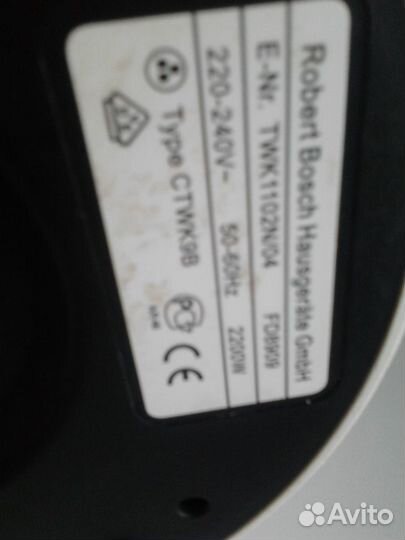 Robert Bosch Hausgeräte GmbH
E-Nr. TWK1102N/04 FD8909
220-240V~ 50-60Hz 2200W
Type CTWK9B
CE
Avito